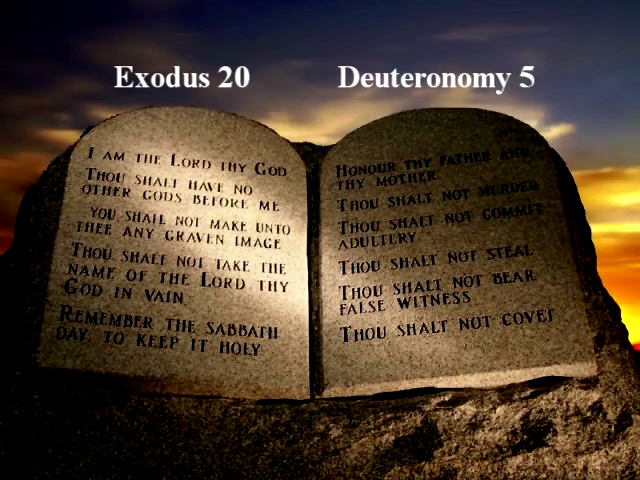 Exodus 20
Deuteronomy 5
I AM THE LORD THY GOD
THOU SHALT HAVE NO
OTHER GODS BEFORE ME
YOU SHALL NOT MAKE UNTO
THEE ANY GRAVEN IMAGE
THOU SHALT NOT TAKE THE
NAME OF THE LORD THY
GOD IN VAIN
REMEMBER THE SABBATH
DAY, TO KEEP IT HOLY
HONOUR THY FATHER AND
THY MOTHER
THOU SHALT NOT MURDER
THOU SHALT NOT COMMIT
ADULTERY
THOU SHALT NOT STEAL
THOU SHALT NOT BEAR
FALSE WITNESS
THOU SHALT NOT COVET